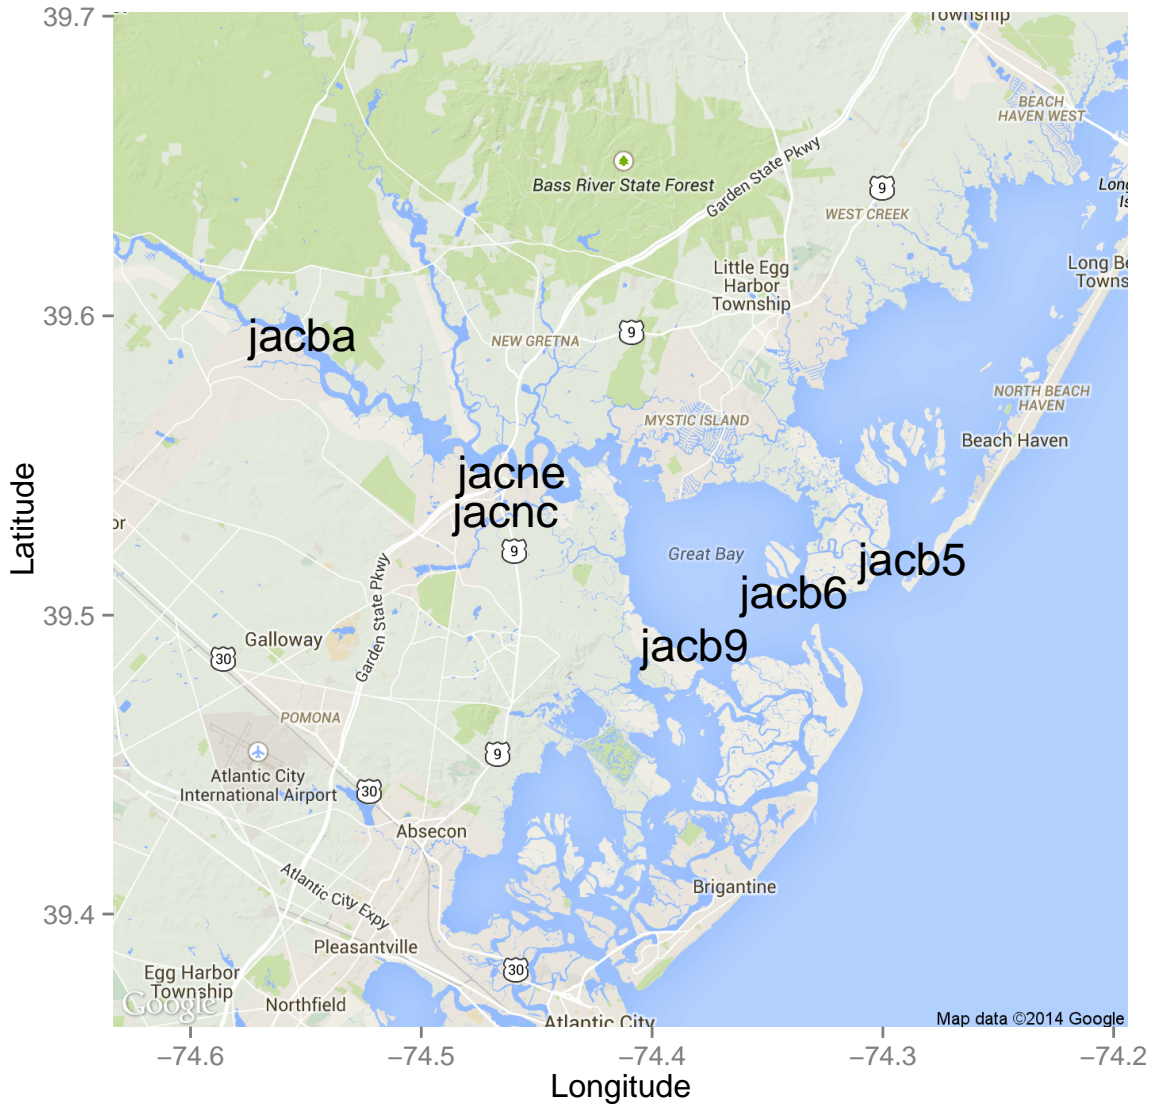 39.7
Township
BEACH
HAVEN WEST
Bass River State Forest
Garden State Pkwy
9
WEST CREEK
Long
Is
Little Egg
Harbor
Township
Long Be
Towns
39.6
jacba
NEW GRETNA
9
NORTH BEACH
HAVEN
MYSTIC ISLAND
Beach Haven
jacne
jacnc
or
9
Great Bay
jacb5
jacb6
39.5
Galloway
Garden State Pkwy
30
jacb9
POMONA
9
Atlantic City
International Airport
30
Absecon
Atlantic City Expy
Brigantine
39.4
Pleasantville
30
Egg Harbor
Township
Northfield
Google
Atlantic City
Map data ©2014 Google
−74.6
−74.5
−74.4
−74.3
−74.2
Longitude
Latitude